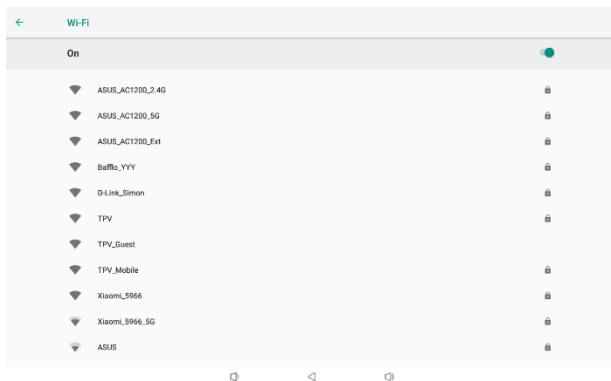 Wi-Fi
On
ASUS_AC1200_2.4G
ASUS_AC1200_5G
ASUS_AC1200_Ext
Bafflo_YYY
D-Link_Simon
TPV
TPV_Guest
TPV_Mobile
Xiaomi_5966
Xiaomi_5966_5G
ASUS